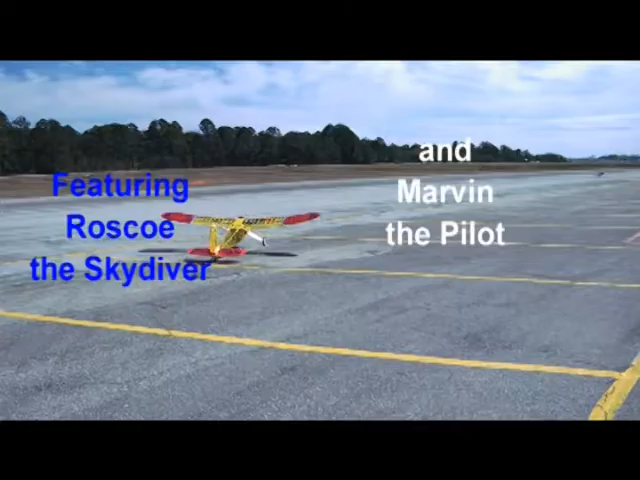 Featuring
Roscoe
the Skydiver
and
Marvin
the Pilot